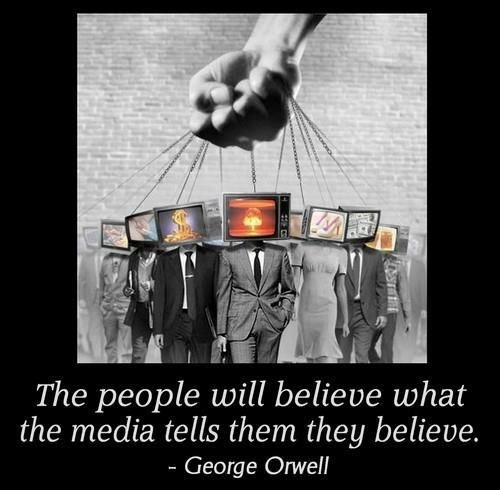 The people will believe what
the media tells them they believe.
- George Orwell